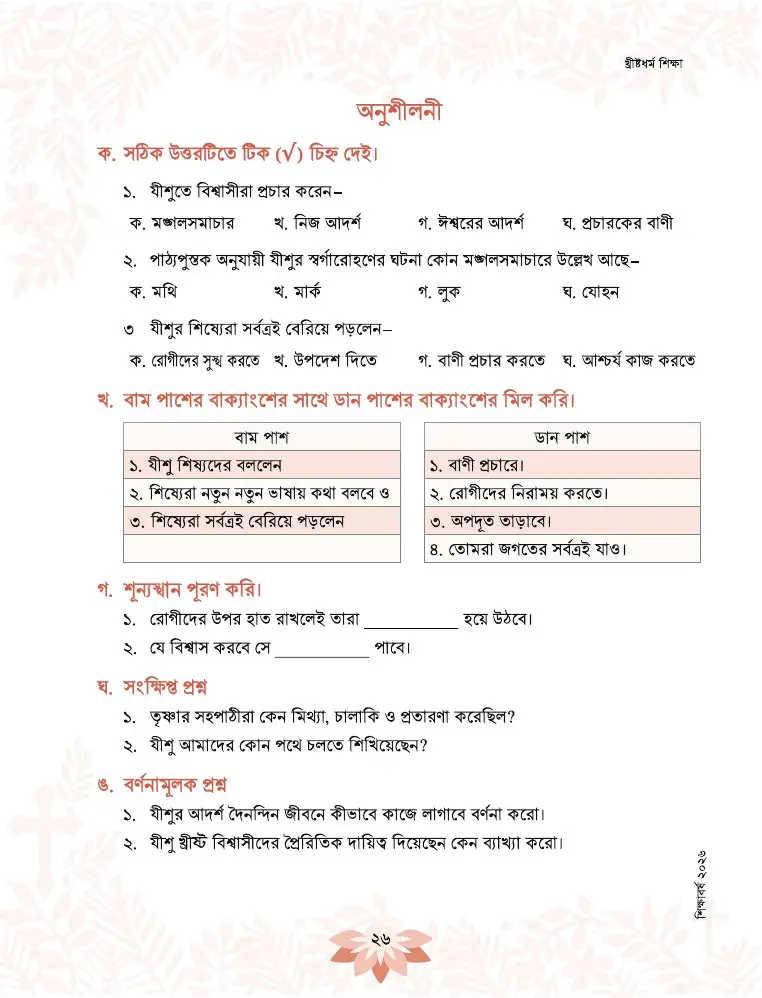 খ্রীষ্টধর্ম শিক্ষা
অনুশীলনী
ক. সঠিক উত্তরটিতে টিক (√) চিহ্ন দেই।
১. যীশুতে বিশ্বাসীরা প্রচার করেন–
ক. মঙ্গলসমাচার খ. নিজ আদর্শ গ. ঈশ্বরের আদর্শ ঘ. প্রচারকের বাণী
২. পাঠ্যপুস্তক অনুযায়ী যীশুর স্বর্গারোহণের ঘটনা কোন মঙ্গলসমাচারে উল্লেখ আছে–
ক. মথি খ. মার্ক গ. লুক ঘ. যোহন
৩ যীশুর শিষ্যেরা সর্বত্রই বেরিয়ে পড়লেন–
ক. রোগীদের সুস্থ করতে খ. উপদেশ দিতে গ. বাণী প্রচার করতে ঘ. আশ্চর্য কাজ করতে
খ. বাম পাশের বাক্যাংশের সাথে ডান পাশের বাক্যাংশের মিল করি।
বাম পাশ ডান পাশ
১. যীশু শিষ্যদের বললেন ১. বাণী প্রচারে।
২. শিষ্যেরা নতুন নতুন ভাষায় কথা বলবে ও ২. রোগীদের নিরাময় করতে।
৩. শিষ্যেরা সর্বত্রই বেরিয়ে পড়লেন ৩. অপদূত তাড়াবে।
৪. তোমরা জগতের সর্বত্রই যাও।
গ. শূন্যস্থান পূরণ করি।
১. রোগীদের উপর হাত রাখলেই তারা __________ হয়ে উঠবে।
২. যে বিশ্বাস করবে সে __________ পাবে।
ঘ. সংক্ষিপ্ত প্রশ্ন
১. তৃষ্ণার সহপাঠীরা কেন মিথ্যা, চালাকি ও প্রতারণা করেছিল?
২. যীশু আমাদের কোন পথে চলতে শিখিয়েছেন?
ঙ. বর্ণনামূলক প্রশ্ন
১. যীশুর আদর্শ দৈনন্দিন জীবনে কীভাবে কাজে লাগাবে বর্ণনা করো।
২. যীশু খ্রীষ্ট বিশ্বাসীদের প্রৈরিতিক দায়িত্ব দিয়েছেন কেন ব্যাখ্যা করো।
শিক্ষাবর্ষ ২০২৬
২৬